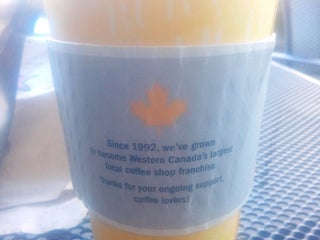 Since 1992, we've grown
to become Western Canada's largest
local coffee shop franchise.
Thanks for your ongoing support,
coffee lovers!